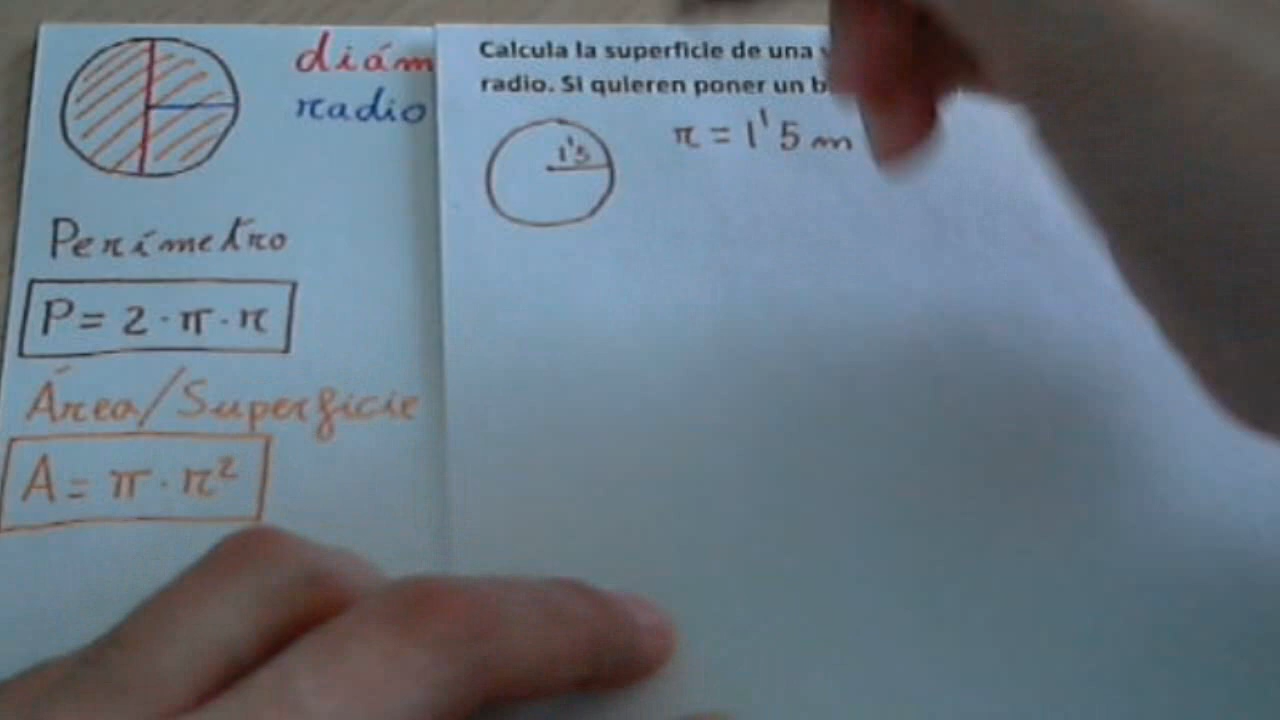 diám
radio
Perímetro
P = 2 · π · r
Área/Superficie
A = π · r²
Calcula la superficie de una
radio. Si quieren poner un b
1'5
r = 1'5 m